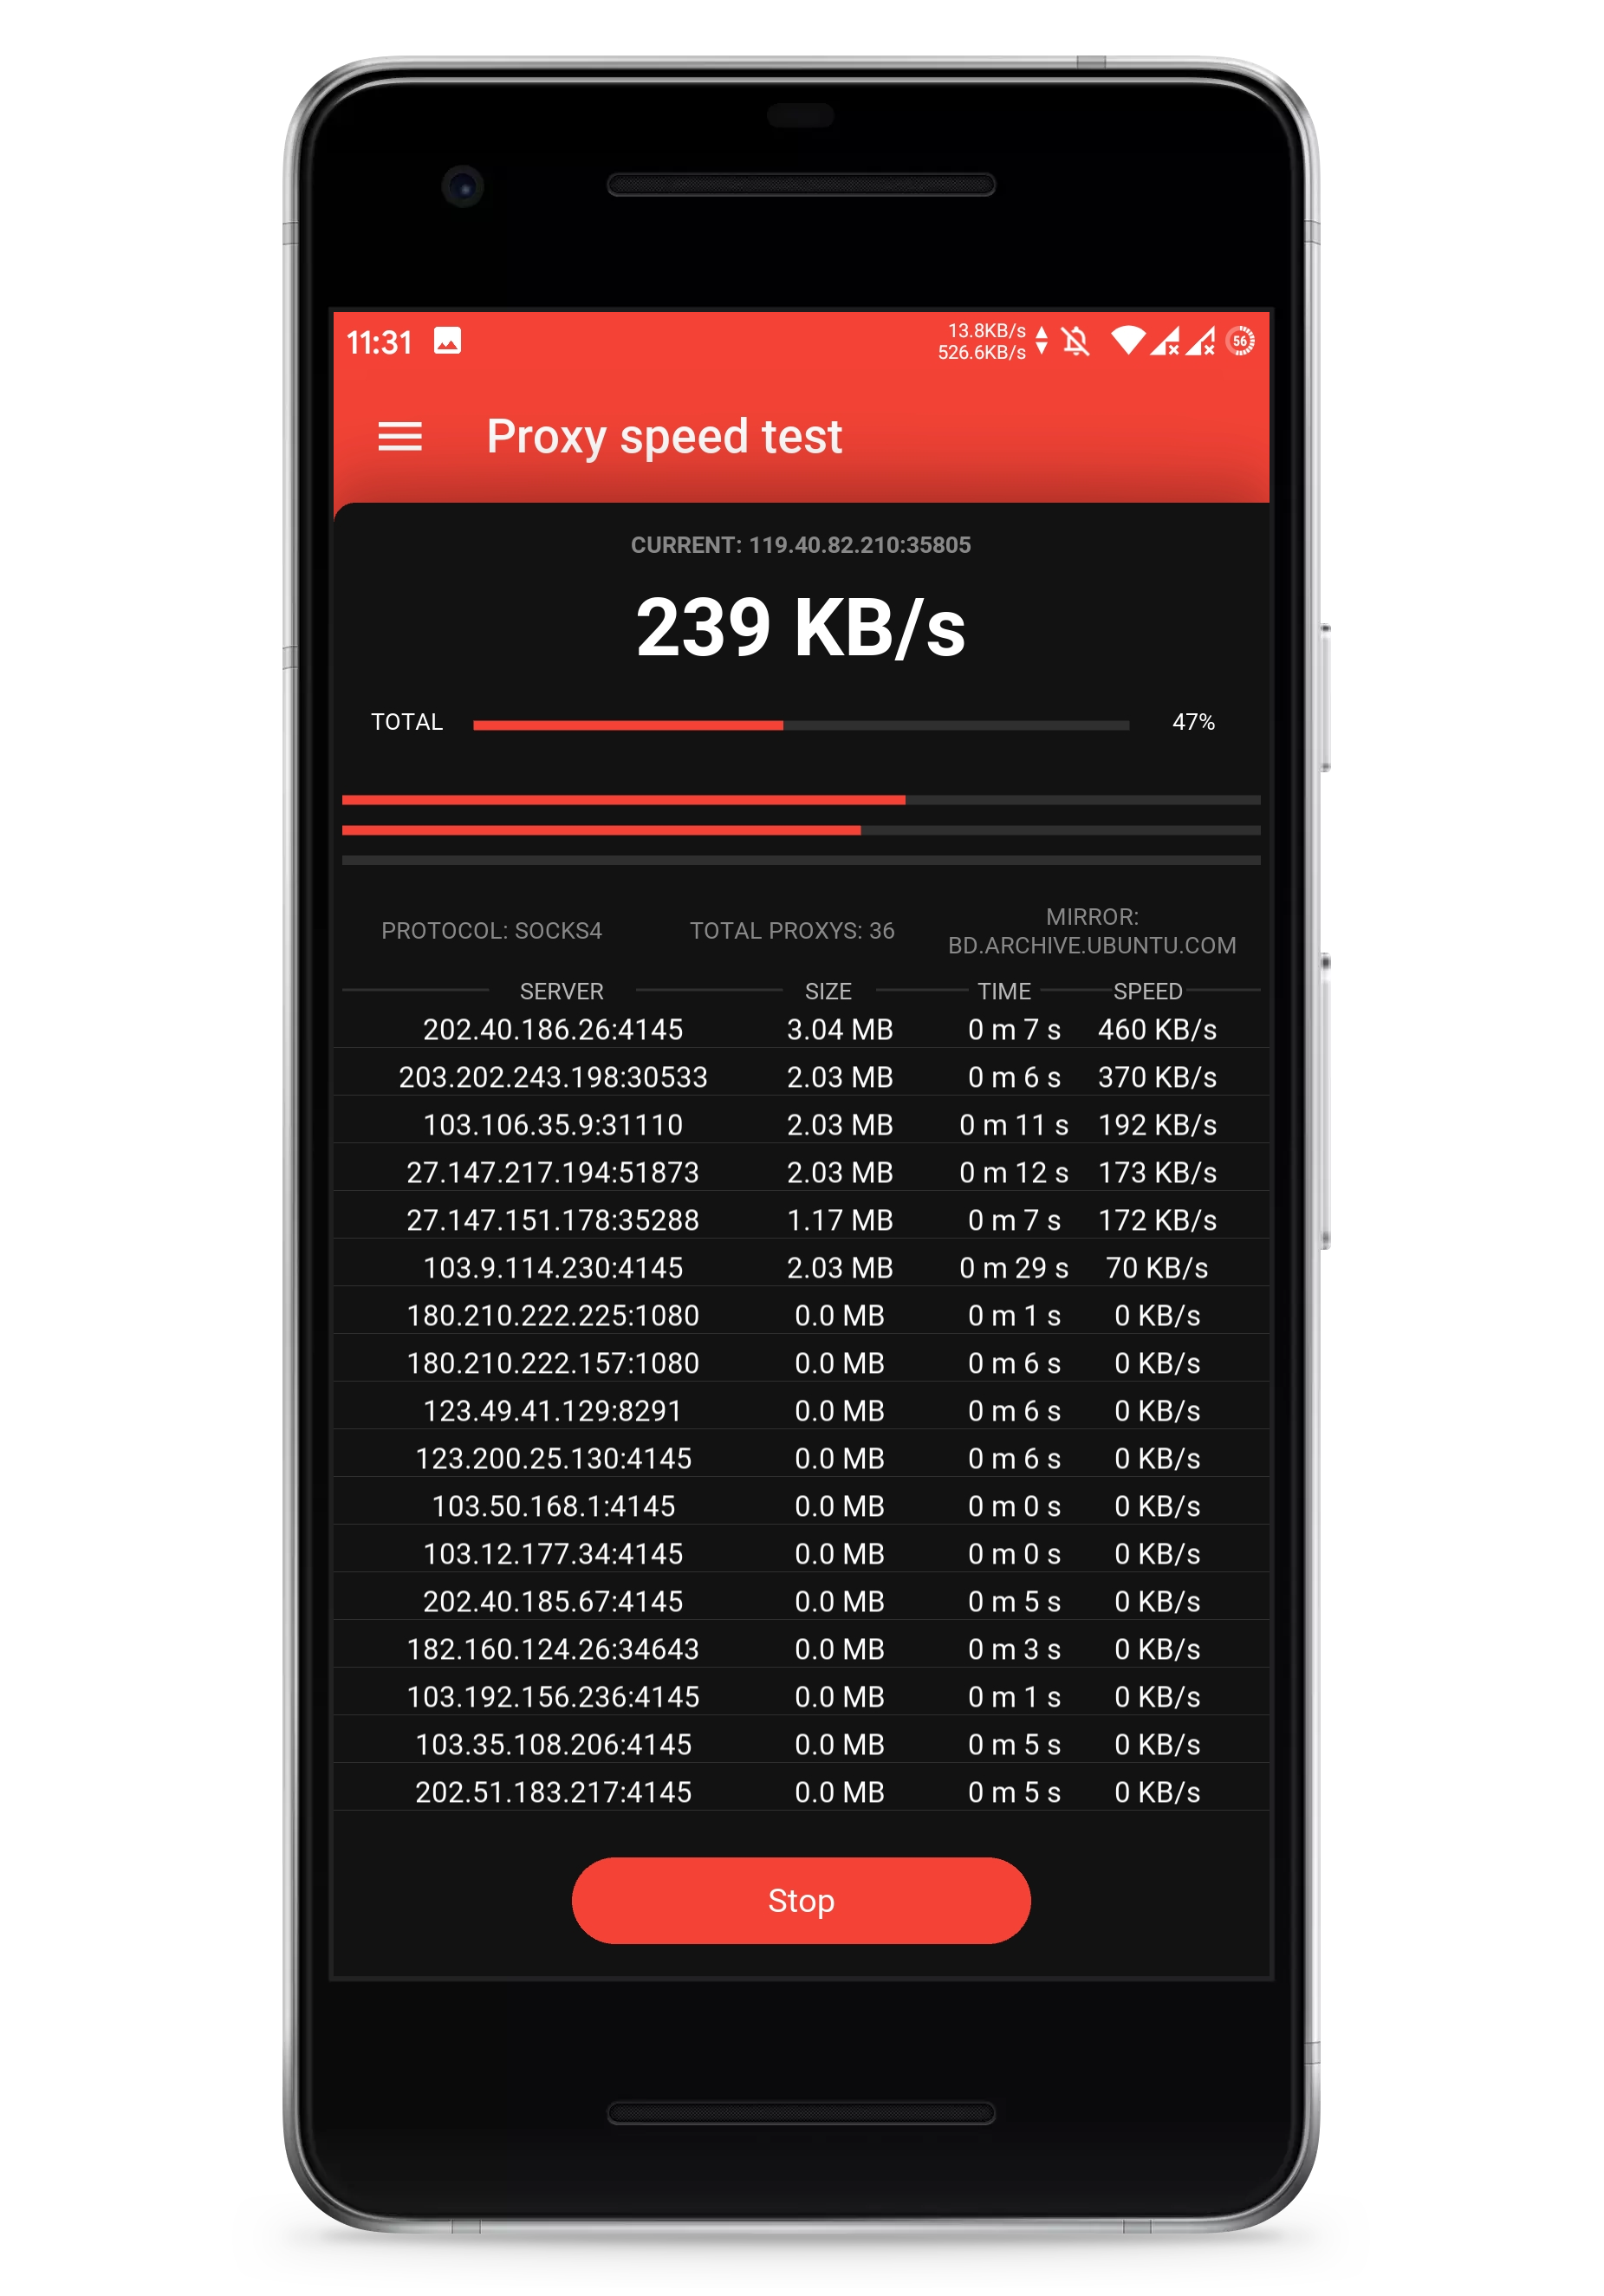 11:31
13.8KB/s
526.6KB/s
56
Proxy speed test
CURRENT: 119.40.82.210:35805
239 KB/s
TOTAL 47%
PROTOCOL: SOCKS4 TOTAL PROXYS: 36 MIRROR:
BD.ARCHIVE.UBUNTU.COM
SERVER SIZE TIME SPEED
202.40.186.26:4145 3.04 MB 0 m 7 s 460 KB/s
203.202.243.198:30533 2.03 MB 0 m 6 s 370 KB/s
103.106.35.9:31110 2.03 MB 0 m 11 s 192 KB/s
27.147.217.194:51873 2.03 MB 0 m 12 s 173 KB/s
27.147.151.178:35288 1.17 MB 0 m 7 s 172 KB/s
103.9.114.230:4145 2.03 MB 0 m 29 s 70 KB/s
180.210.222.225:1080 0.0 MB 0 m 1 s 0 KB/s
180.210.222.157:1080 0.0 MB 0 m 6 s 0 KB/s
123.49.41.129:8291 0.0 MB 0 m 6 s 0 KB/s
123.200.25.130:4145 0.0 MB 0 m 6 s 0 KB/s
103.50.168.1:4145 0.0 MB 0 m 0 s 0 KB/s
103.12.177.34:4145 0.0 MB 0 m 0 s 0 KB/s
202.40.185.67:4145 0.0 MB 0 m 5 s 0 KB/s
182.160.124.26:34643 0.0 MB 0 m 3 s 0 KB/s
103.192.156.236:4145 0.0 MB 0 m 1 s 0 KB/s
103.35.108.206:4145 0.0 MB 0 m 5 s 0 KB/s
202.51.183.217:4145 0.0 MB 0 m 5 s 0 KB/s
Stop